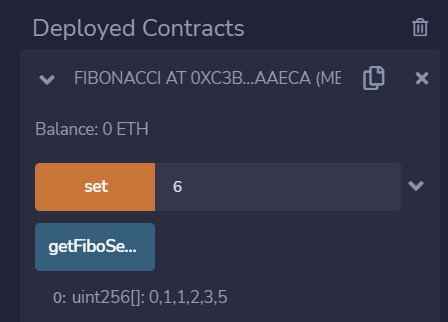 Deployed Contracts
FIBONACCI AT 0XC3B...AAECA (ME
Balance: 0 ETH
set 6
getFiboSe...
0: uint256[]: 0,1,1,2,3,5